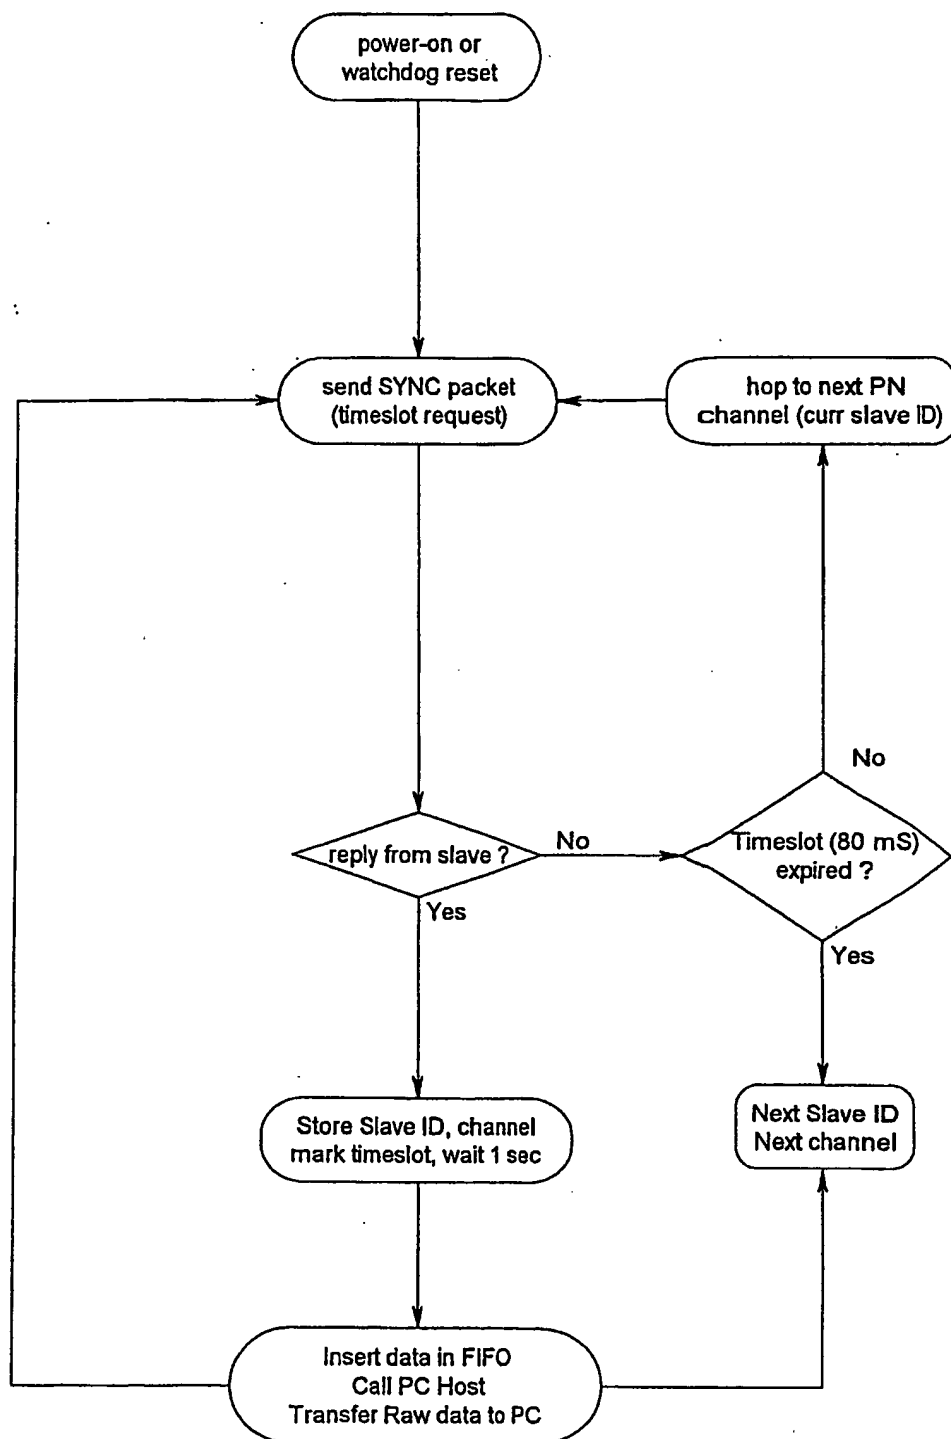 power-on or
watchdog reset
send SYNC packet
(timeslot request)
hop to next PN
channel (curr slave ID)
No
reply from slave ?
No
Timeslot (80 mS)
expired ?
Yes
Yes
Store Slave ID, channel
mark timeslot, wait 1 sec
Next Slave ID
Next channel
Insert data in FIFO
Call PC Host
Transfer Raw data to PC